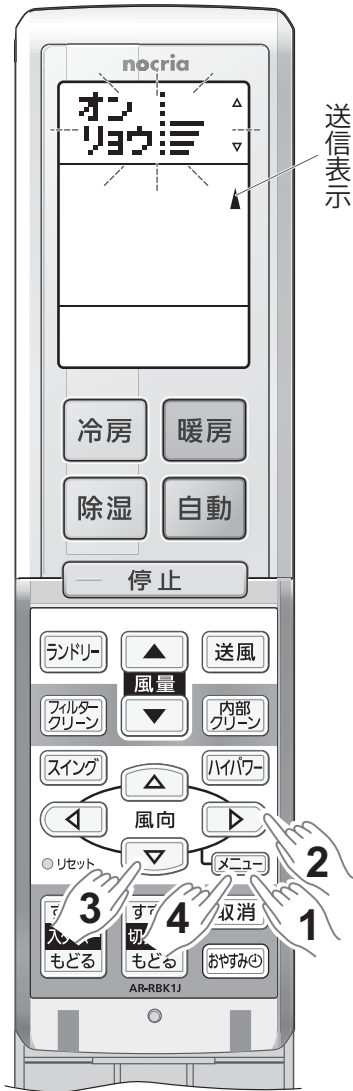 nocria
オン
リョウ
送信表示
冷房
暖房
除湿
自動
停止
ランドリー
風量
送風
フィルター
クリーン
内部
クリーン
スイング
ハイパワー
風向
リセット
メニュー
2
3
4
1
取消
もどる
もどる
おやすみ
AR-RBK1J